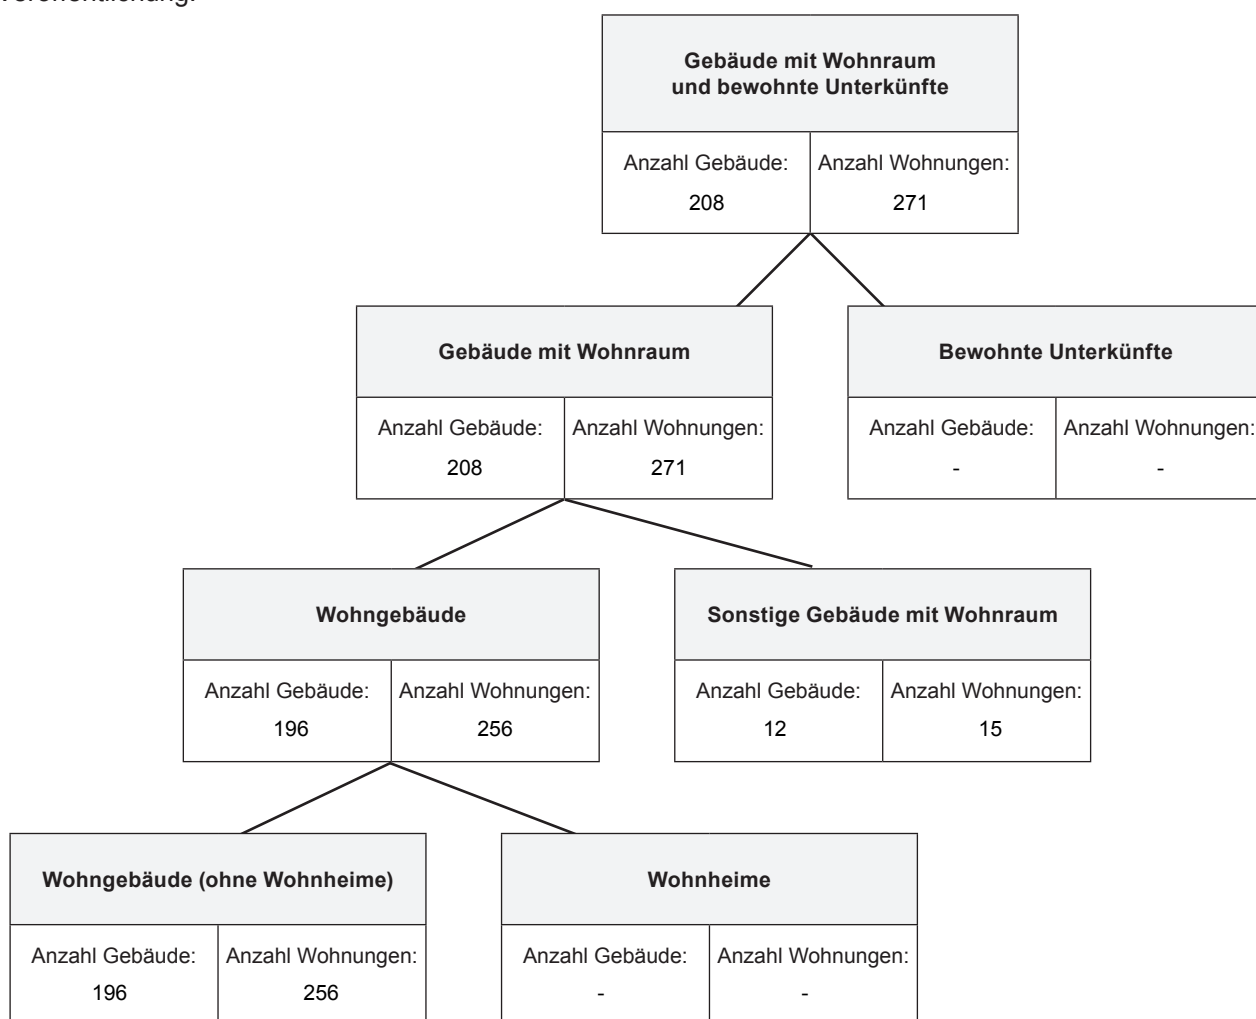 Veröffentlichung.
Gebäude mit Wohnraum
und bewohnte Unterkünfte
Anzahl Gebäude: Anzahl Wohnungen:
208 271
Gebäude mit Wohnraum Bewohnte Unterkünfte
Anzahl Gebäude: Anzahl Wohnungen: Anzahl Gebäude: Anzahl Wohnungen:
208 271 - -
Wohngebäude Sonstige Gebäude mit Wohnraum
Anzahl Gebäude: Anzahl Wohnungen: Anzahl Gebäude: Anzahl Wohnungen:
196 256 12 15
Wohngebäude (ohne Wohnheime) Wohnheime
Anzahl Gebäude: Anzahl Wohnungen: Anzahl Gebäude: Anzahl Wohnungen:
196 256 - -